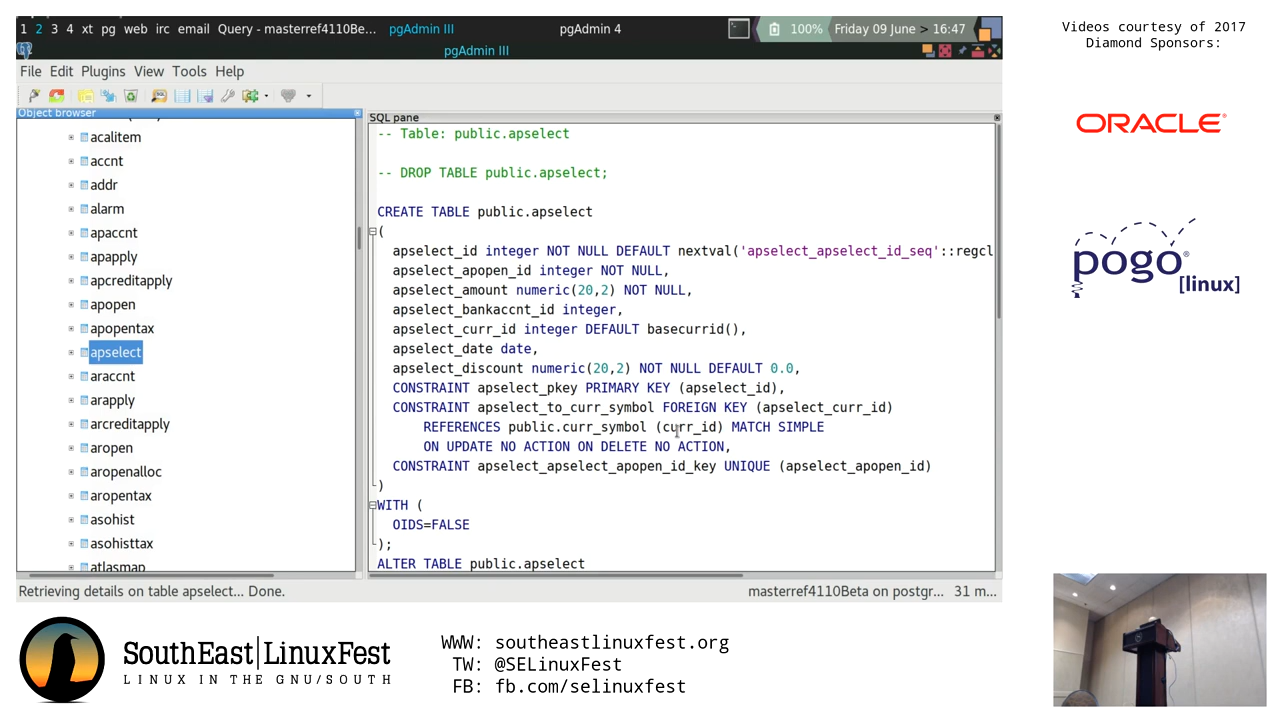 1 2 3 4 xt pg web irc email Query - masterref4110Be... pgAdmin III pgAdmin 4 100% Friday 09 June > 16:47
pgAdmin III
File Edit Plugins View Tools Help
Object browser
acalitem
accnt
addr
alarm
apaccnt
apapply
apcreditapply
apopen
apopentax
apselect
araccnt
arapply
arcreditapply
aropen
aropenalloc
aropentax
asohist
asohisttax
atlasmap
SQL pane
-- Table: public.apselect
-- DROP TABLE public.apselect;
CREATE TABLE public.apselect
(
apselect_id integer NOT NULL DEFAULT nextval('apselect_apselect_id_seq'::regcl
apselect_apopen_id integer NOT NULL,
apselect_amount numeric(20,2) NOT NULL,
apselect_bankaccnt_id integer,
apselect_curr_id integer DEFAULT basecurrid(),
apselect_date date,
apselect_discount numeric(20,2) NOT NULL DEFAULT 0.0,
CONSTRAINT apselect_pkey PRIMARY KEY (apselect_id),
CONSTRAINT apselect_to_curr_symbol FOREIGN KEY (apselect_curr_id)
REFERENCES public.curr_symbol (curr_id) MATCH SIMPLE
ON UPDATE NO ACTION ON DELETE NO ACTION,
CONSTRAINT apselect_apselect_apopen_id_key UNIQUE (apselect_apopen_id)
)
WITH (
OIDS=FALSE
);
ALTER TABLE public.apselect
Retrieving details on table apselect... Done. masterref4110Beta on postgr... 31 m...
Videos courtesy of 2017
Diamond Sponsors:
ORACLE®
pogo®
[linux]
SouthEast|LinuxFest
LINUX IN THE GNU/SOUTH
WWW: southeastlinuxfest.org
TW: @SELinuxFest
FB: fb.com/selinuxfest